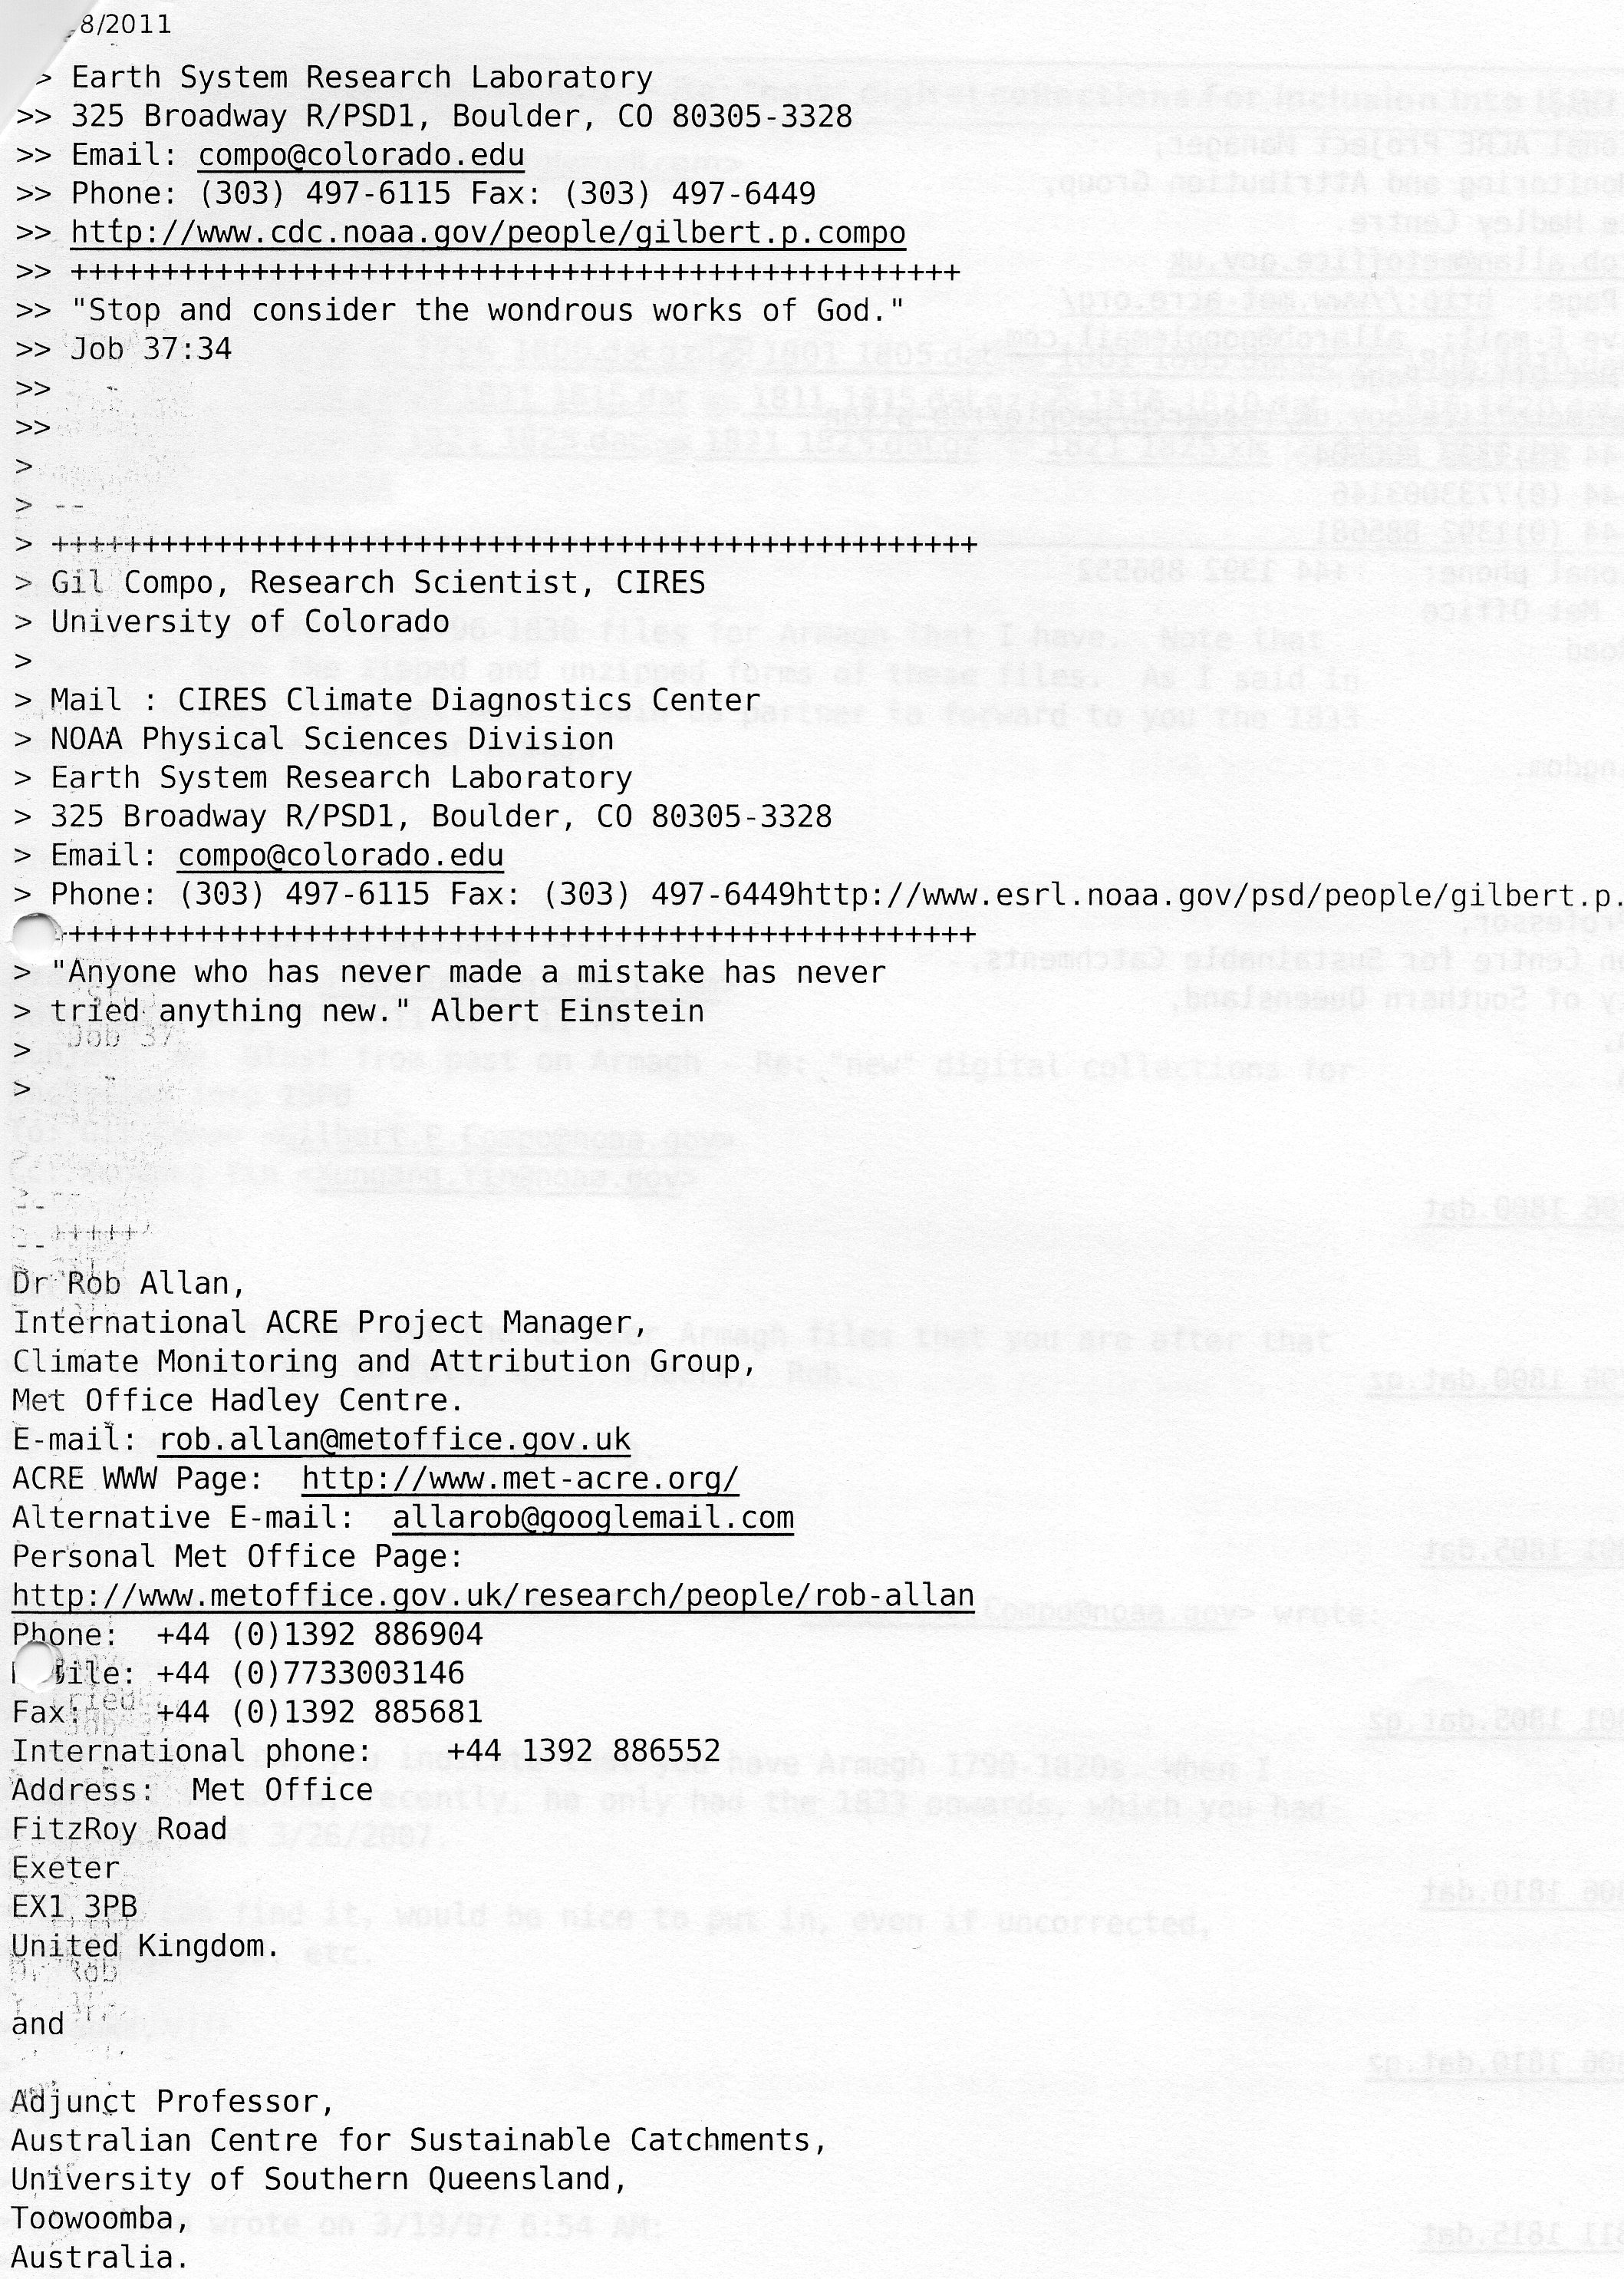 8/2011
> Earth System Research Laboratory
>> 325 Broadway R/PSD1, Boulder, CO 80305-3328
>> Email: compo@colorado.edu
>> Phone: (303) 497-6115 Fax: (303) 497-6449
>> http://www.cdc.noaa.gov/people/gilbert.p.compo
>> +++++++++++++++++++++++++++++++++++++++++++++++++
>> "Stop and consider the wondrous works of God."
>> Job 37:34
>>
>>
>
> --
> +++++++++++++++++++++++++++++++++++++++++++++++++++
> Gil Compo, Research Scientist, CIRES
> University of Colorado
>
> Mail : CIRES Climate Diagnostics Center
> NOAA Physical Sciences Division
> Earth System Research Laboratory
> 325 Broadway R/PSD1, Boulder, CO 80305-3328
> Email: compo@colorado.edu
> Phone: (303) 497-6115 Fax: (303) 497-6449http://www.esrl.noaa.gov/psd/people/gilbert.p.
++++++++++++++++++++++++++++++++++++++++++++++++++
> "Anyone who has never made a mistake has never
> tried anything new." Albert Einstein
>
>
--
--
Dr Rob Allan,
International ACRE Project Manager,
Climate Monitoring and Attribution Group,
Met Office Hadley Centre.
E-mail: rob.allan@metoffice.gov.uk
ACRE WWW Page:  http://www.met-acre.org/
Alternative E-mail:  allarob@googlemail.com
Personal Met Office Page:
http://www.metoffice.gov.uk/research/people/rob-allan
Phone:  +44 (0)1392 886904
Mobile: +44 (0)7733003146
Fax:    +44 (0)1392 885681
International phone:    +44 1392 886552
Address:  Met Office
FitzRoy Road
Exeter
EX1 3PB
United Kingdom.
and
Adjunct Professor,
Australian Centre for Sustainable Catchments,
University of Southern Queensland,
Toowoomba,
Australia.